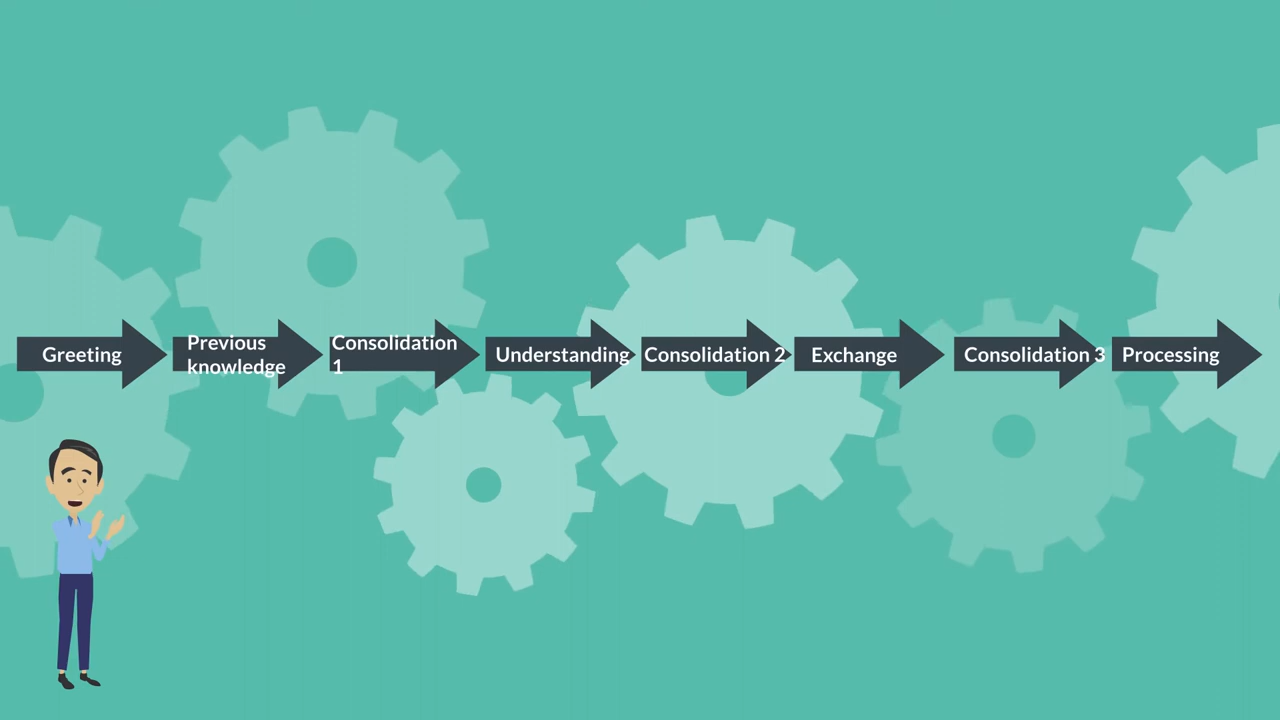 Greeting
Previous
knowledge
Consolidation
1
Understanding
Consolidation 2
Exchange
Consolidation 3
Processing